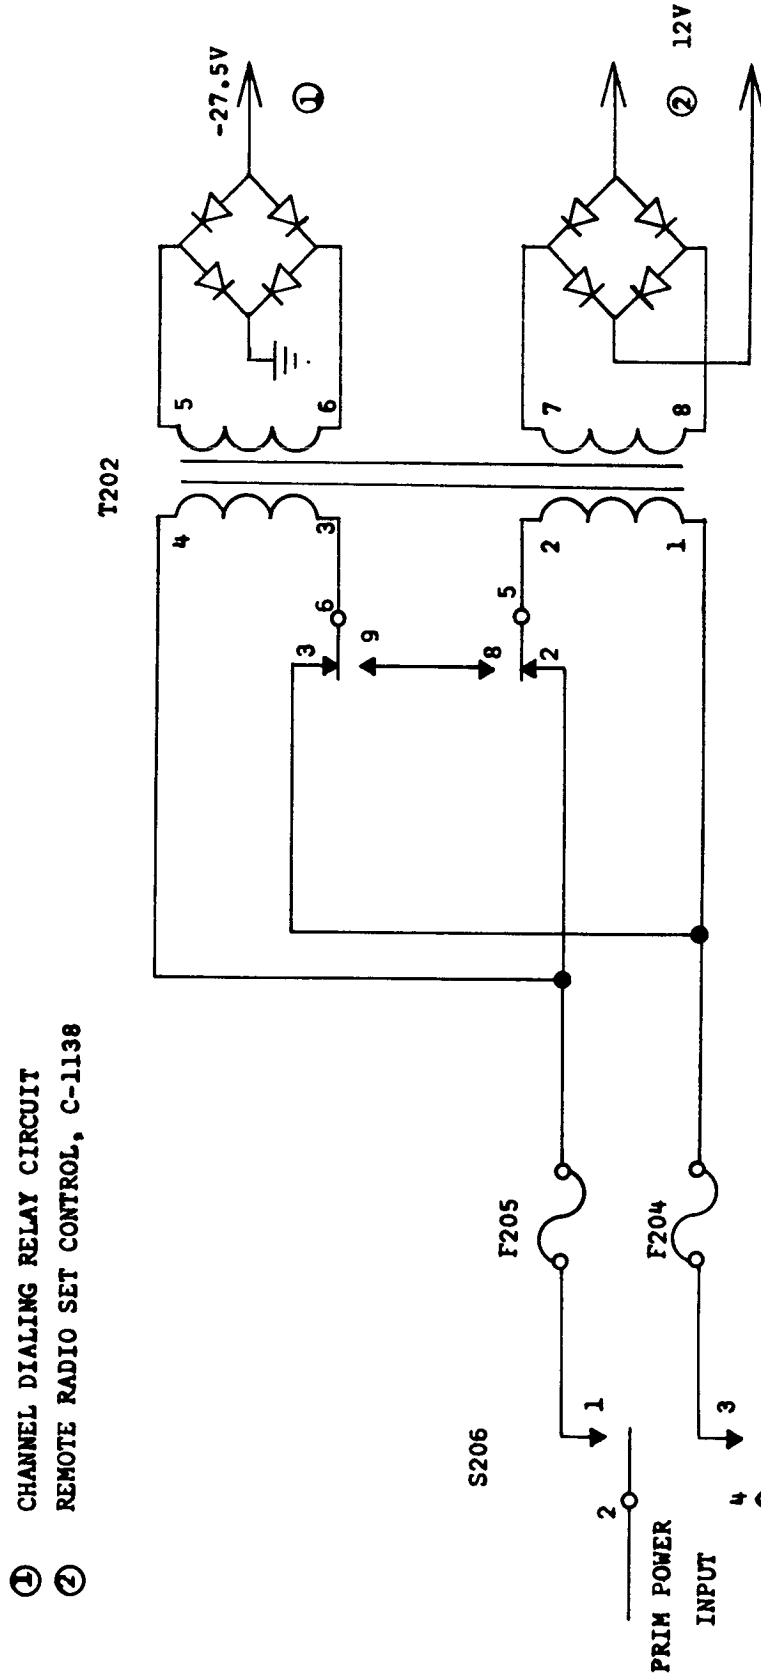 ① CHANNEL DIALING RELAY CIRCUIT
② REMOTE RADIO SET CONTROL, C-1138
T202
-27.5V
①
12V
②
4
5
3
6
6
3
9
8
5
2
2
7
1
8
S206
F205
F204
2
1
4
3
PRIM POWER
INPUT